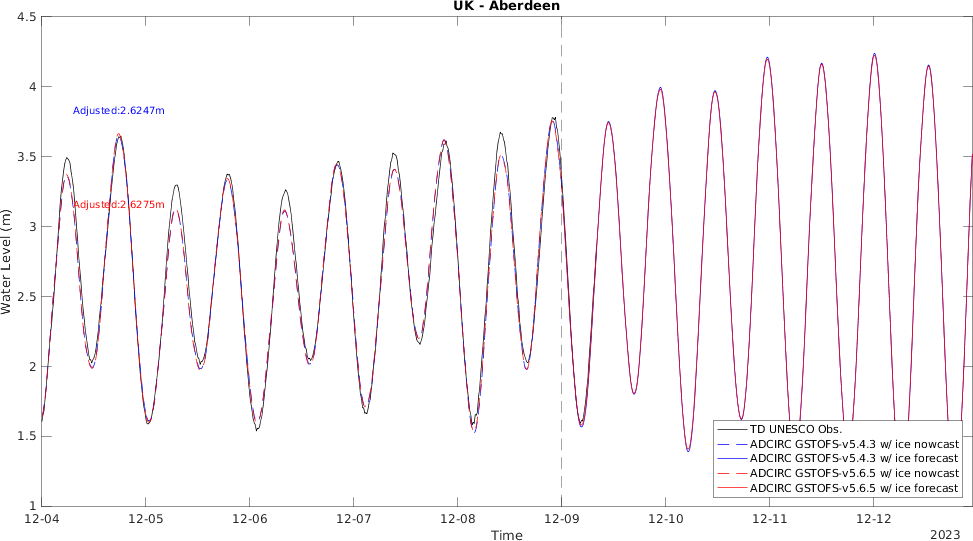 UK - Aberdeen
4.5
4
3.5
3
2.5
2
1.5
1
Water Level (m)
Adjusted:2.6247m
Adjusted:2.6275m
TD UNESCO Obs.
ADCIRC GSTOFS-v5.4.3 w/ ice nowcast
ADCIRC GSTOFS-v5.4.3 w/ ice forecast
ADCIRC GSTOFS-v5.6.5 w/ ice nowcast
ADCIRC GSTOFS-v5.6.5 w/ ice forecast
12-04 12-05 12-06 12-07 12-08 12-09 12-10 12-11 12-12
Time
2023